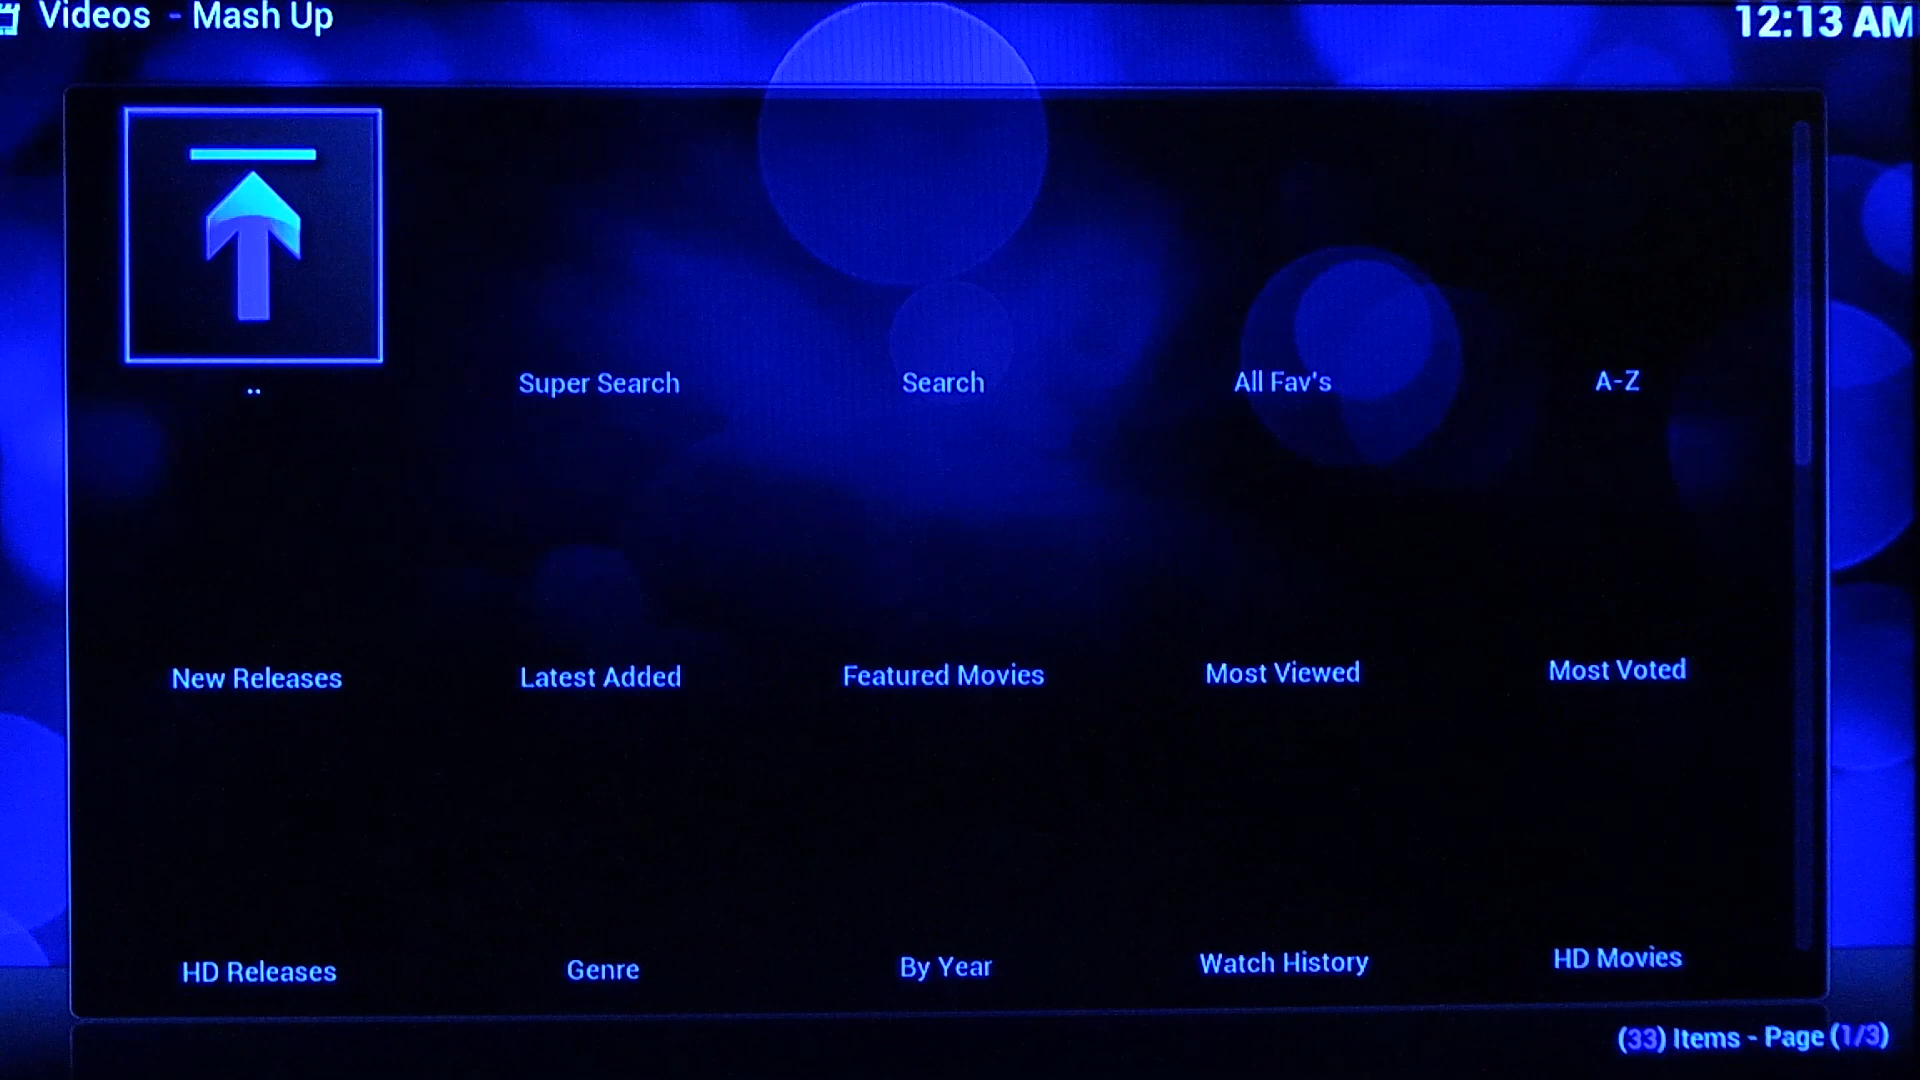 Videos - Mash Up
12:13 AM
..
Super Search
Search
All Fav's
A-Z
New Releases
Latest Added
Featured Movies
Most Viewed
Most Voted
HD Releases
Genre
By Year
Watch History
HD Movies
(33) Items - Page (1/3)